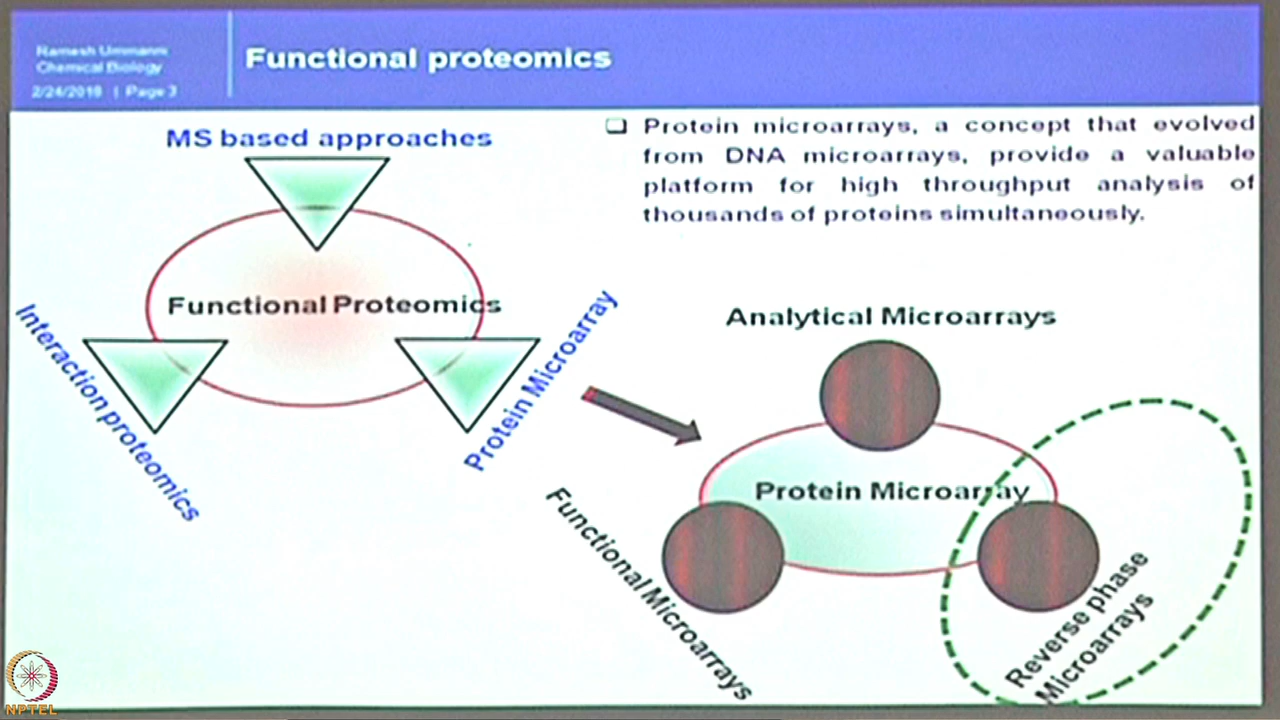 Ramesh Ummanni
Chemical Biology
2/24/2018 | Page 3
Functional proteomics
MS based approaches
Functional Proteomics
Interaction proteomics
Protein Microarray
❑ Protein microarrays, a concept that evolved
from DNA microarrays, provide a valuable
platform for high throughput analysis of
thousands of proteins simultaneously.
Analytical Microarrays
Protein Microarray
Functional Microarrays
Reverse phase
Microarrays
NPTEL